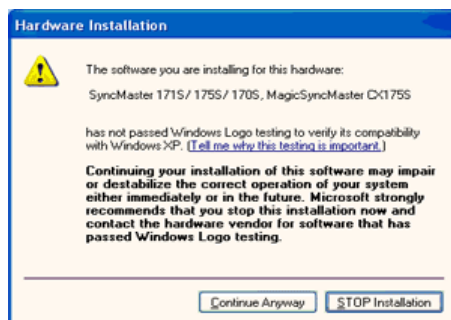 Hardware Installation
The software you are installing for this hardware:
SyncMaster 171S/ 175S/ 170S, MagicSyncMaster CX175S
has not passed Windows Logo testing to verify its compatibility
with Windows XP. (Tell me why this testing is important.)
Continuing your installation of this software may impair
or destabilize the correct operation of your system
either immediately or in the future. Microsoft strongly
recommends that you stop this installation now and
contact the hardware vendor for software that has
passed Windows Logo testing.
Continue Anyway
STOP Installation